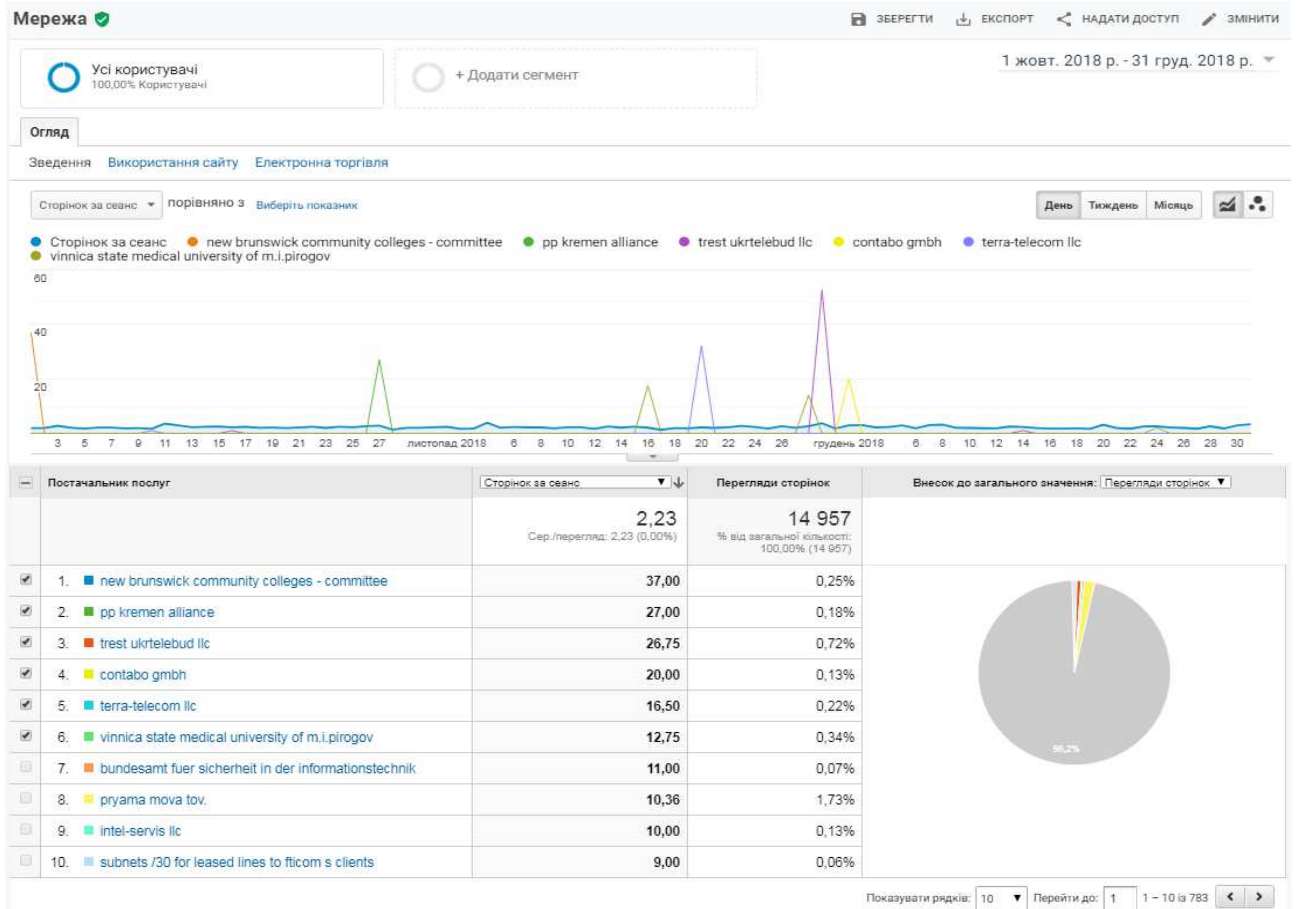 Мережа
ЗБЕРЕГТИ ЕКСПОРТ НАДАТИ ДОСТУП ЗМІНИТИ
Усі користувачі
100,00% Користувачі
+ Додати сегмент
1 жовт. 2018 р. - 31 груд. 2018 р.
Огляд
Зведення Використання сайту Електронна торгівля
Сторінок за сеанс порівняно з Виберіть показник
День Тиждень Місяць
Сторінок за сеанс new brunswick community colleges - committee pp kremen alliance trest ukrtelebud llc contabo gmbh terra-telecom llc
vinnica state medical university of m.i.pirogov
60
40
20
3 5 7 9 11 13 15 17 19 21 23 25 27 листопад 2018 6 8 10 12 14 16 18 20 22 24 26 грудень 2018 6 8 10 12 14 16 18 20 22 24 26 28 30
Постачальник послуг Сторінок за сеанс Перегляди сторінок Внесок до загального значення: Перегляди сторінок
2,23 14 957
Сер./перегляд: 2,23 (0,00%) % від загальної кількості:
100,00% (14 957)
1. new brunswick community colleges - committee 37,00 0,25%
2. pp kremen alliance 27,00 0,18%
3. trest ukrtelebud llc 26,75 0,72%
4. contabo gmbh 20,00 0,13%
5. terra-telecom llc 16,50 0,22%
6. vinnica state medical university of m.i.pirogov 12,75 0,34%
7. bundesamt fuer sicherheit in der informationstechnik 11,00 0,07%
8. pryama mova tov. 10,36 1,73%
9. intel-servis llc 10,00 0,13%
10. subnets /30 for leased lines to fticom s clients 9,00 0,06%
96,2%
Показувати рядків: 10 Перейти до: 1 1 – 10 із 783